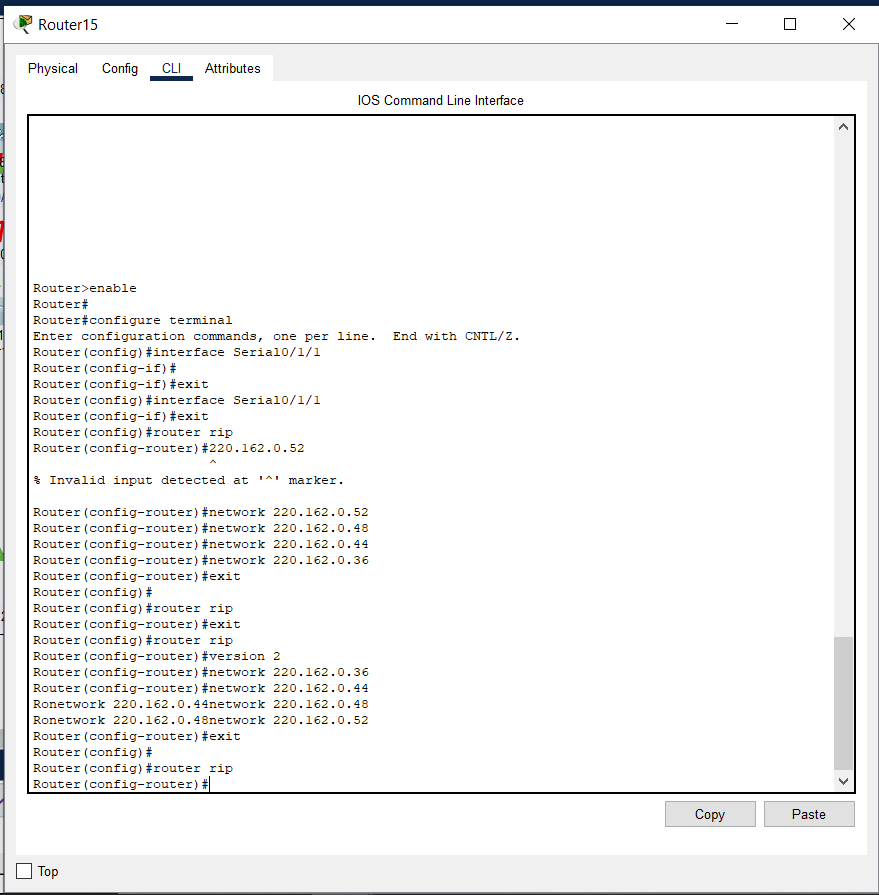 Router15
Physical Config CLI Attributes
IOS Command Line Interface
Router>enable
Router#
Router#configure terminal
Enter configuration commands, one per line.  End with CNTL/Z.
Router(config)#interface Serial0/1/1
Router(config-if)#
Router(config-if)#exit
Router(config)#interface Serial0/1/1
Router(config-if)#exit
Router(config)#router rip
Router(config-router)#220.162.0.52
^
% Invalid input detected at '^' marker.
Router(config-router)#network 220.162.0.52
Router(config-router)#network 220.162.0.48
Router(config-router)#network 220.162.0.44
Router(config-router)#network 220.162.0.36
Router(config-router)#exit
Router(config)#
Router(config)#router rip
Router(config-router)#exit
Router(config)#router rip
Router(config-router)#version 2
Router(config-router)#network 220.162.0.36
Router(config-router)#network 220.162.0.44
Ronetwork 220.162.0.44network 220.162.0.48
Ronetwork 220.162.0.48network 220.162.0.52
Router(config-router)#exit
Router(config)#
Router(config)#router rip
Router(config-router)#
Copy Paste
Top